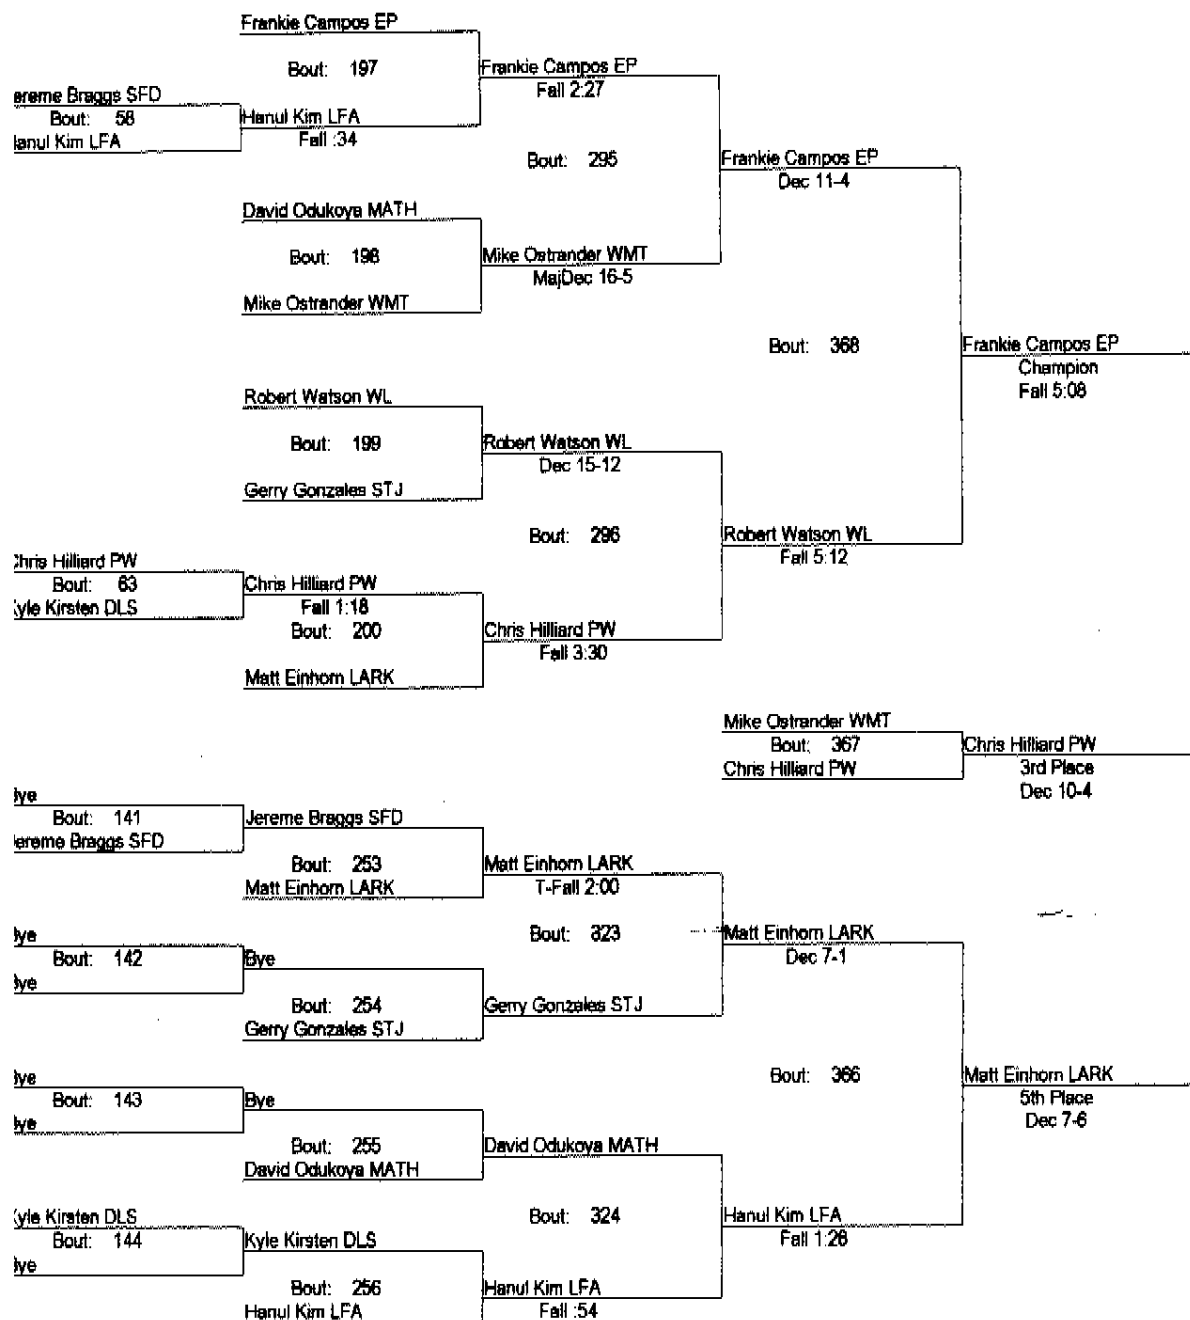 Frankie Campos EP
Bout: 197
Frankie Campos EP
Fall 2:27
ereme Braggs SFD
Bout: 58
Hanul Kim LFA
Hanul Kim LFA
Fall :34
Bout: 295
Frankie Campos EP
Dec 11-4
David Odukoya MATH
Bout: 198
Mike Ostrander WMT
MajDec 16-5
Mike Ostrander WMT
Bout: 368
Frankie Campos EP
Champion
Fall 5:08
Robert Watson WL
Bout: 199
Robert Watson WL
Dec 15-12
Gerry Gonzales STJ
Bout: 296
Robert Watson WL
Fall 5:12
Chris Hilliard PW
Bout: 63
Kyle Kirsten DLS
Chris Hilliard PW
Fall 1:18
Bout: 200
Chris Hilliard PW
Fall 3:30
Matt Einhorn LARK
Mike Ostrander WMT
Bout: 367
Chris Hilliard PW
Chris Hilliard PW
3rd Place
Dec 10-4
Bye
Bout: 141
Jereme Braggs SFD
Jereme Braggs SFD
Bout: 253
Matt Einhorn LARK
Matt Einhorn LARK
T-Fall 2:00
Bout: 323
Matt Einhorn LARK
Dec 7-1
Bye
Bout: 142
Bye
Bye
Bout: 254
Gerry Gonzales STJ
Gerry Gonzales STJ
Bout: 366
Matt Einhorn LARK
5th Place
Dec 7-6
Bye
Bout: 143
Bye
Bye
Bout: 255
David Odukoya MATH
David Odukoya MATH
Bout: 324
Hanul Kim LFA
Fall 1:26
Kyle Kirsten DLS
Bout: 144
Bye
Kyle Kirsten DLS
Bout: 256
Hanul Kim LFA
Hanul Kim LFA
Fall :54